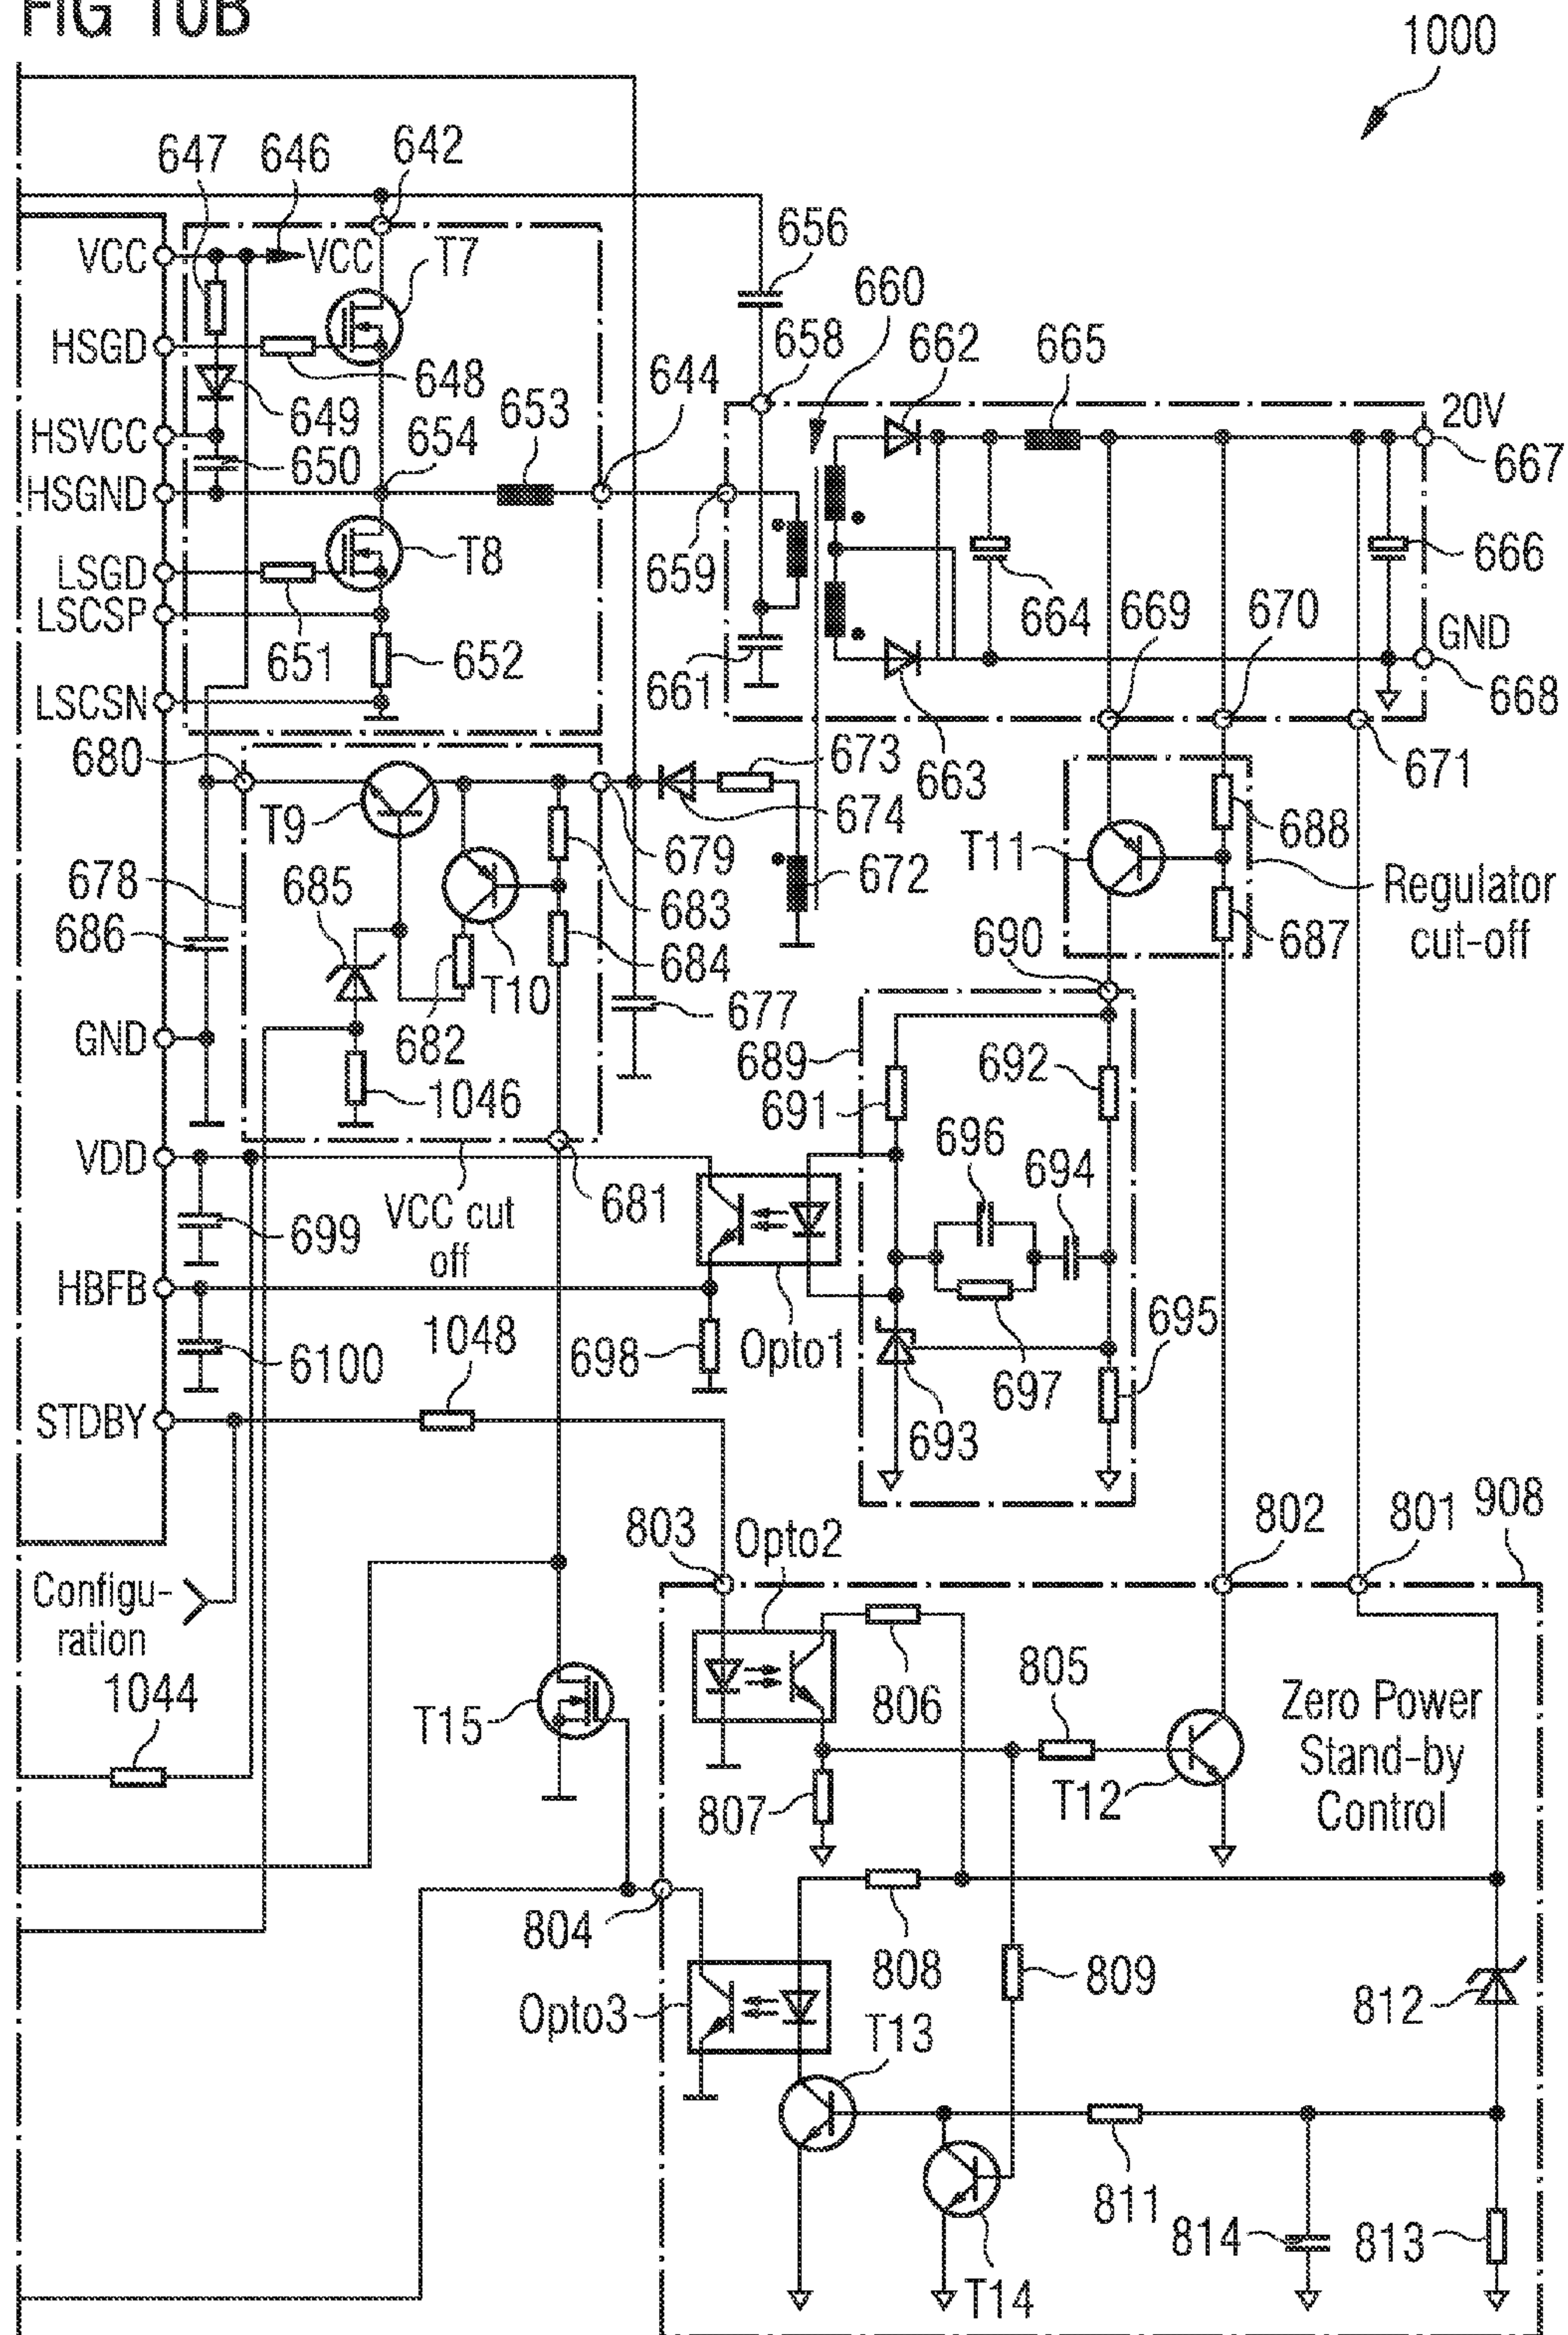 FIG 10B
1000
647
646
642
VCC
VCC
T7
656
660
HSGD
658
662
665
648
644
20V
649
653
HSVCC
654
667
650
HSGND
T8
659
666
LSGD
LSCSP
664
669
670
GND
651
652
661
LSCSN
668
680
673
663
671
T9
674
T11
688
679
678
685
672
683
Regulator
cut-off
686
684
690
687
T10
677
GND
682
689
692
1046
691
696
VDD
694
681
VCC cut
off
699
HBFB
1048
695
6100
698
Opto1
697
STDBY
693
803
Opto2
802
801
908
Configu-
ration
1044
805
T15
806
Zero Power
Stand-by
Control
T12
807
804
808
809
812
Opto3
T13
811
814
813
T14